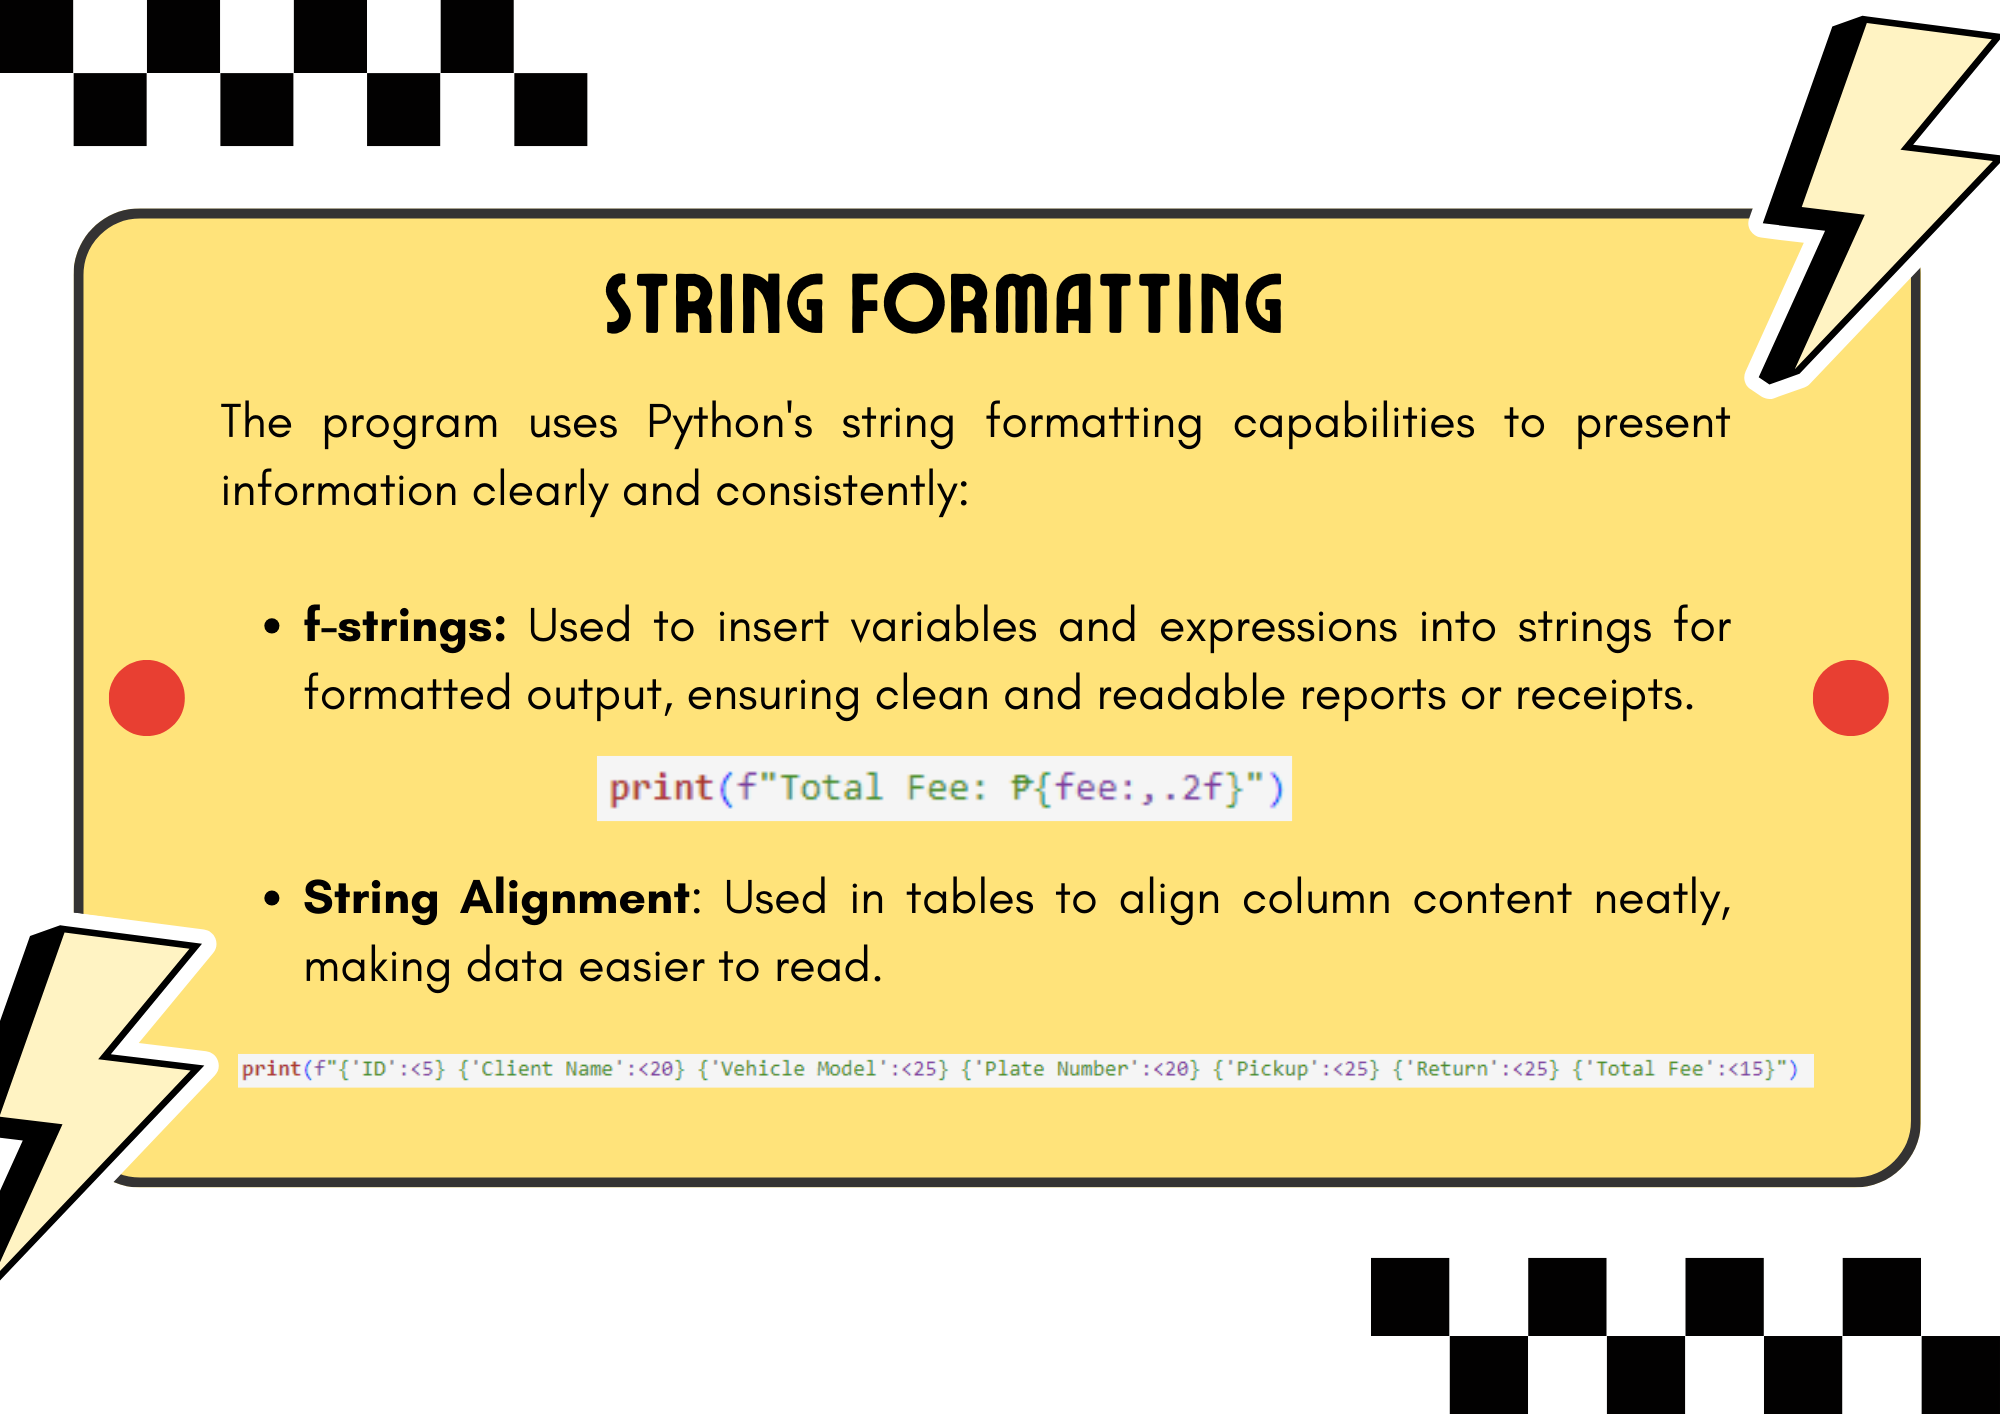 STRING FORMATTING
The program uses Python's string formatting capabilities to present
information clearly and consistently:
• f-strings: Used to insert variables and expressions into strings for
formatted output, ensuring clean and readable reports or receipts.
print(f"Total Fee: ₱{fee:,.2f}")
• String Alignment: Used in tables to align column content neatly,
making data easier to read.
print(f"{'ID':<5} {'Client Name':<20} {'Vehicle Model':<25} {'Plate Number':<20} {'Pickup':<25} {'Return':<25} {'Total Fee':<15}")